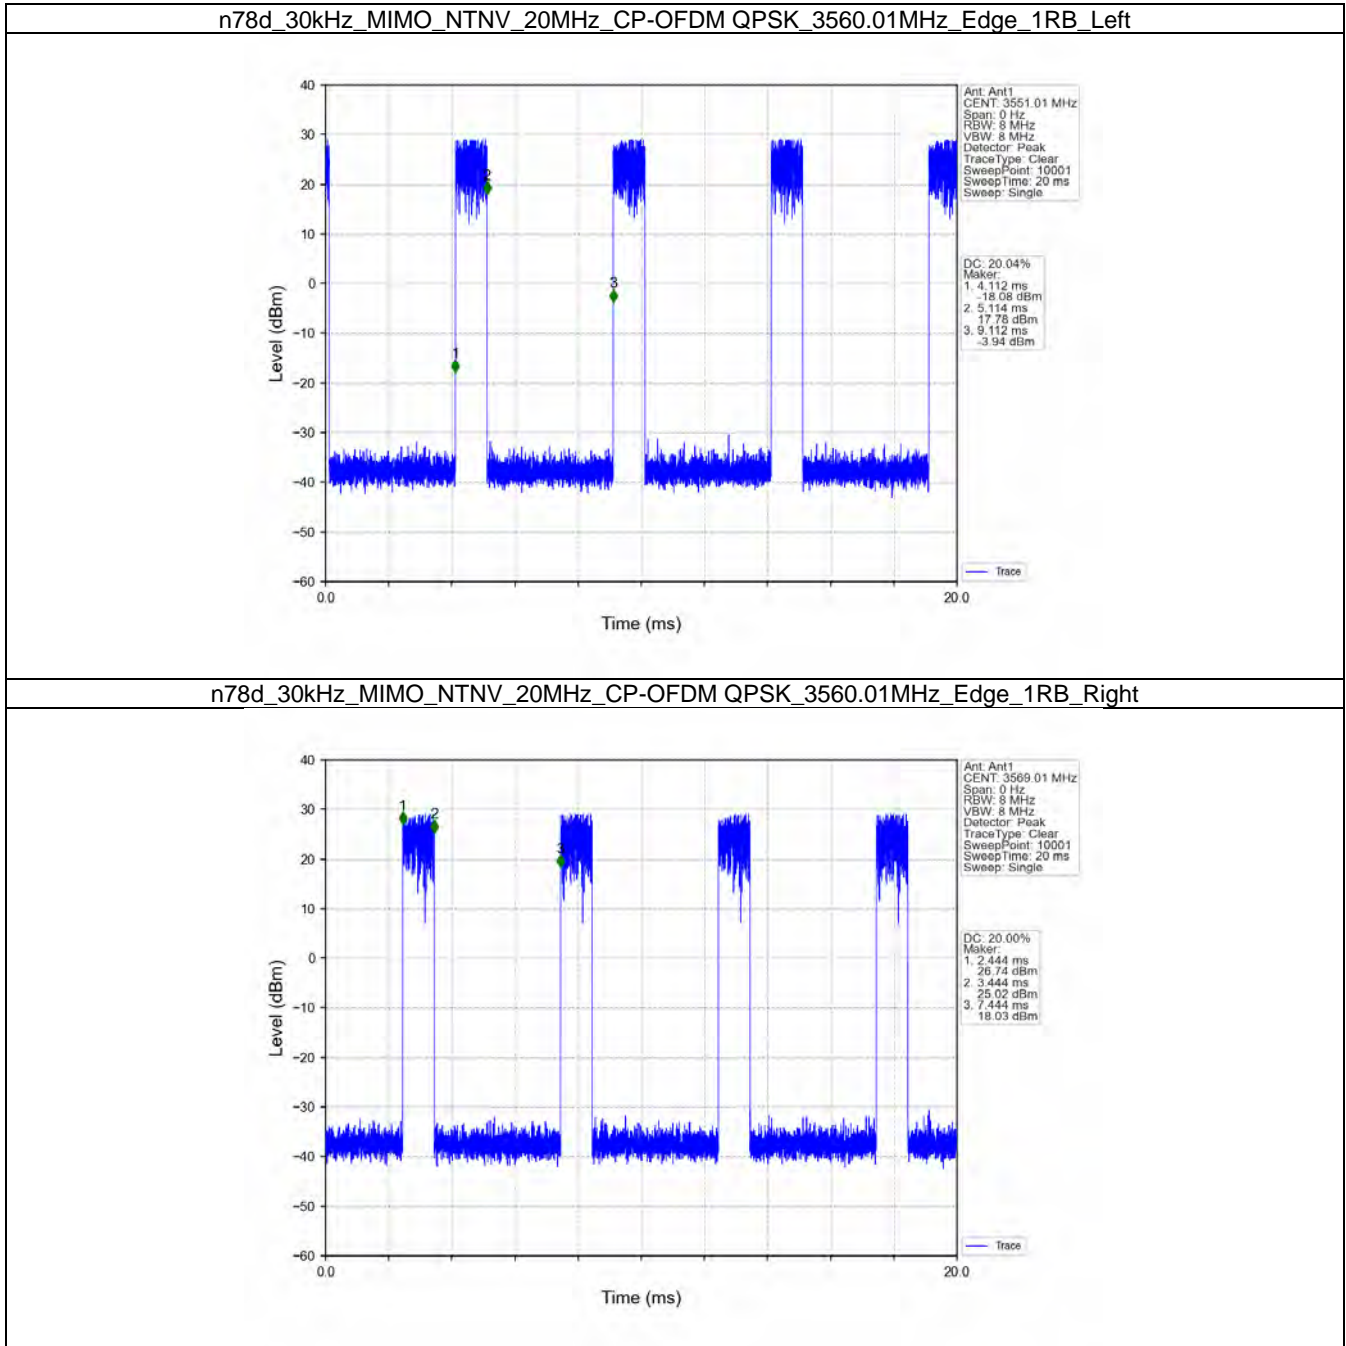 n78d_30kHz_MIMO_NTNV_20MHz_CP-OFDM QPSK_3560.01MHz_Edge_1RB_Left
40
30
20
10
0
−10
−20
−30
−40
−50
−60
Level (dBm)
1
2
3
0.0
20.0
Time (ms)
Ant: Ant1
CENT: 3551.01 MHz
Span: 0 Hz
RBW: 8 MHz
VBW: 8 MHz
Detector: Peak
TraceType: Clear
SweepPoint: 10001
SweepTime: 20 ms
Sweep: Single
DC: 20.04%
Maker:
1. 4.112 ms
-18.08 dBm
2. 5.114 ms
17.78 dBm
3. 9.112 ms
-3.94 dBm
Trace
n78d_30kHz_MIMO_NTNV_20MHz_CP-OFDM QPSK_3560.01MHz_Edge_1RB_Right
40
30
20
10
0
−10
−20
−30
−40
−50
−60
Level (dBm)
1
2
3
0.0
20.0
Time (ms)
Ant: Ant1
CENT: 3569.01 MHz
Span: 0 Hz
RBW: 8 MHz
VBW: 8 MHz
Detector: Peak
TraceType: Clear
SweepPoint: 10001
SweepTime: 20 ms
Sweep: Single
DC: 20.00%
Maker:
1. 2.444 ms
26.74 dBm
2. 3.444 ms
25.02 dBm
3. 7.444 ms
18.03 dBm
Trace